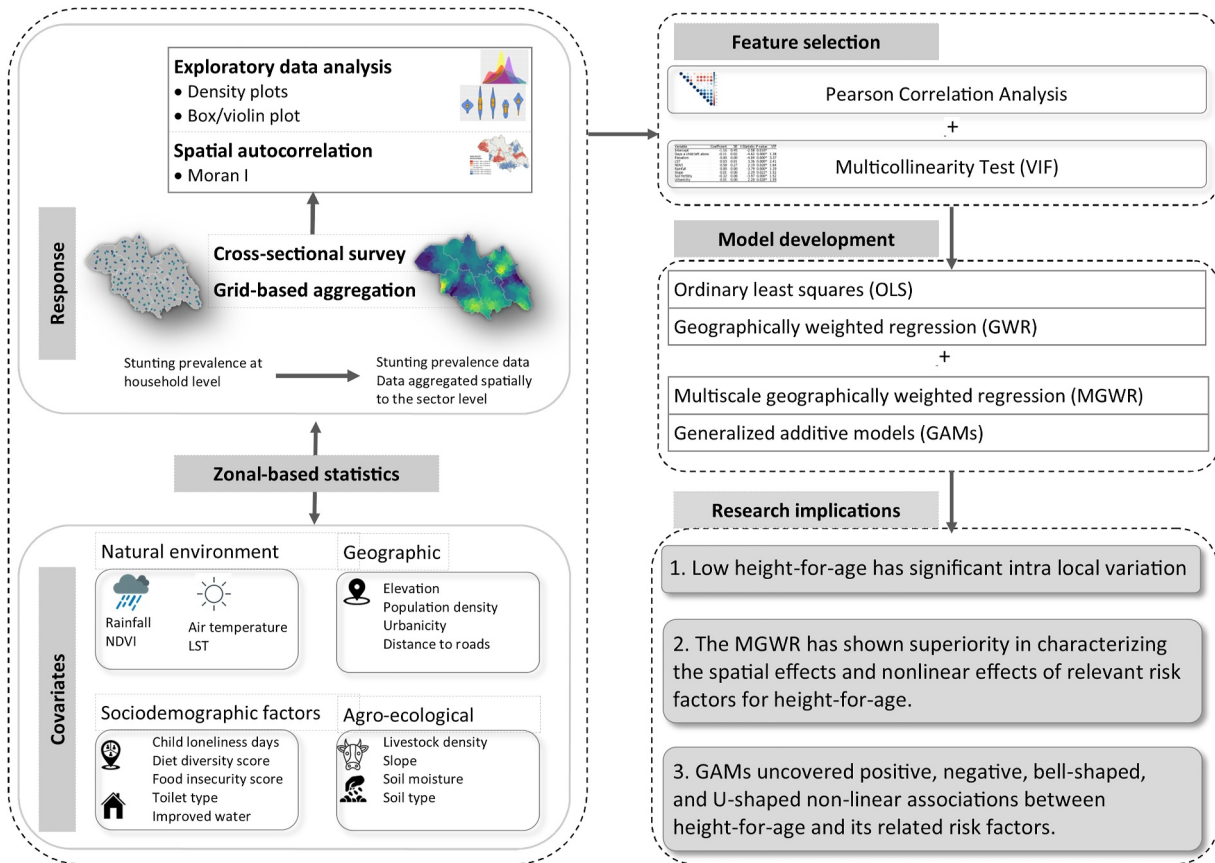 Exploratory data analysis
• Density plots
• Box/violin plot
Spatial autocorrelation
• Moran I
Response
Cross-sectional survey
Grid-based aggregation
Stunting prevalence at
household level
Stunting prevalence data
Data aggregated spatially
to the sector level
Zonal-based statistics
Covariates
Natural environment
Rainfall
NDVI
Air temperature
LST
Geographic
Elevation
Population density
Urbanicity
Distance to roads
Sociodemographic factors
Child loneliness days
Diet diversity score
Food insecurity score
Toilet type
Improved water
Agro-ecological
Livestock density
Slope
Soil moisture
Soil type
Feature selection
Pearson Correlation Analysis
+
Multicollinearity Test (VIF)
Model development
Ordinary least squares (OLS)
Geographically weighted regression (GWR)
+
Multiscale geographically weighted regression (MGWR)
Generalized additive models (GAMs)
Research implications
1. Low height-for-age has significant intra local variation
2. The MGWR has shown superiority in characterizing
the spatial effects and nonlinear effects of relevant risk
factors for height-for-age.
3. GAMs uncovered positive, negative, bell-shaped,
and U-shaped non-linear associations between
height-for-age and its related risk factors.